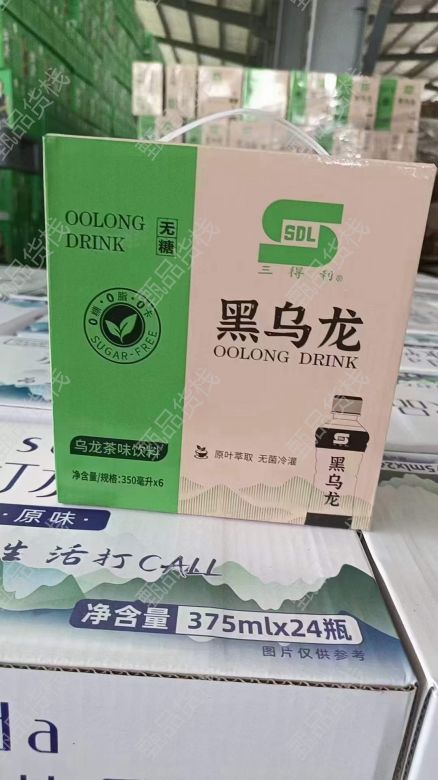 OOLONG
DRINK
无糖
0糖·0脂·0卡
SUGAR-FREE
乌龙茶味饮料
净含量/规格:350毫升x6
SDL
三得利®
黑乌龙
OOLONG DRINK
原叶萃取 无菌冷灌
黑乌龙
原味
生活打CALL
净含量 375mlx24瓶
图片仅供参考
甄品货栈